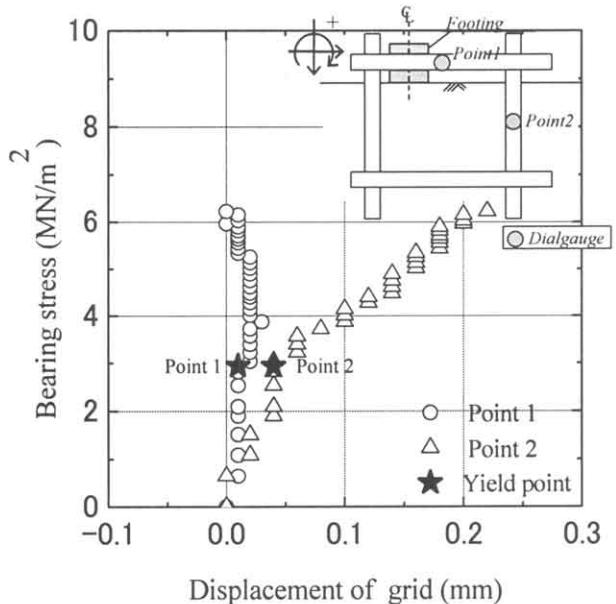 10
8
6
4
2
0
Bearing stress (MN/m²)
+
℄
Footing
Point1
Point2
Dialgauge
Point 1
Point 2
Point 1
Point 2
Yield point
-0.1
0.0
0.1
0.2
0.3
Displacement of grid (mm)